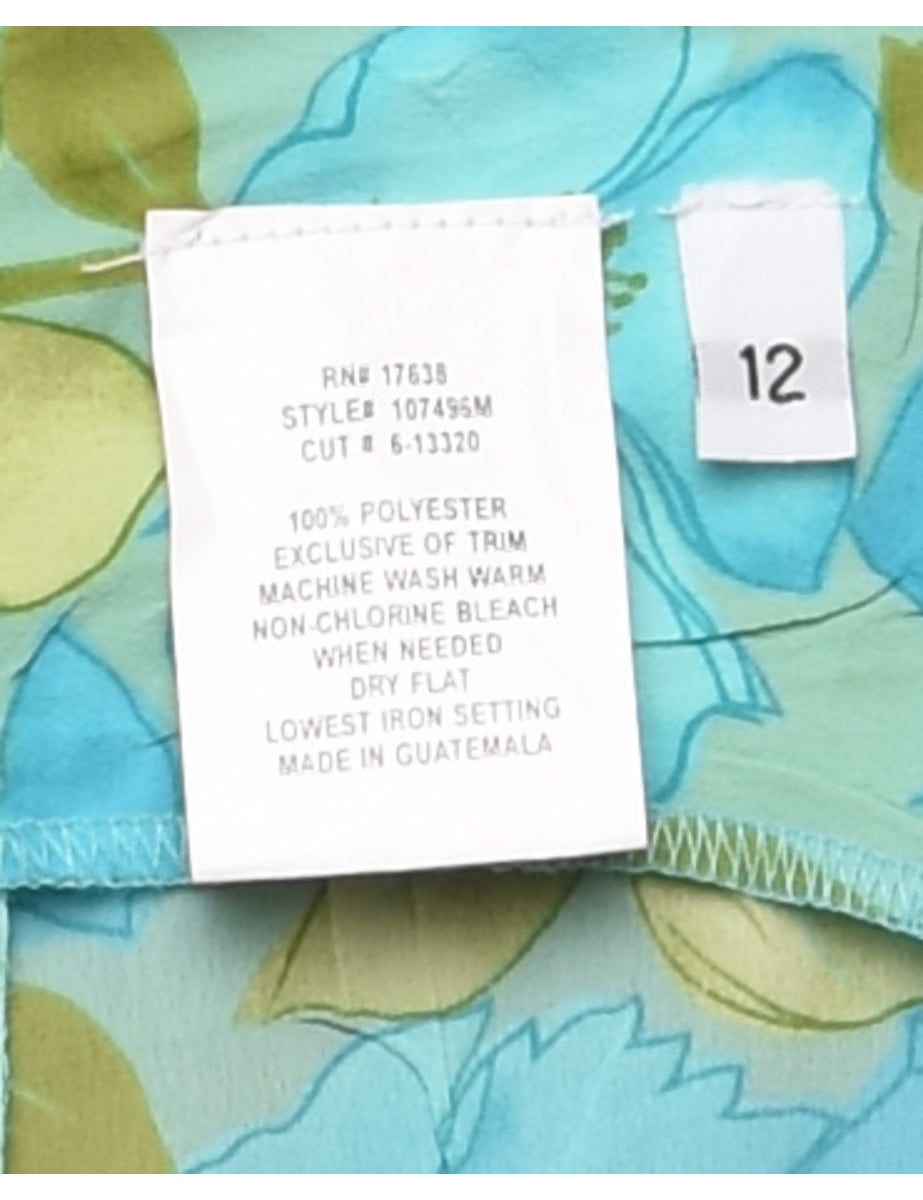 RN# 17638
STYLE# 107496M
CUT # 6-13320
100% POLYESTER
EXCLUSIVE OF TRIM
MACHINE WASH WARM
NON-CHLORINE BLEACH
WHEN NEEDED
DRY FLAT
LOWEST IRON SETTING
MADE IN GUATEMALA
12